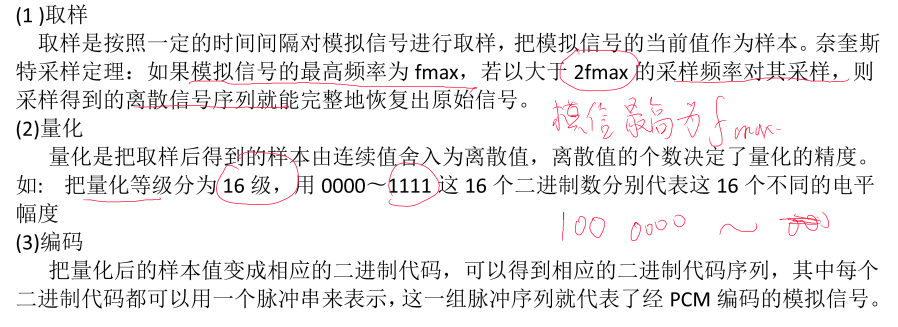 (1 )取样
取样是按照一定的时间间隔对模拟信号进行取样，把模拟信号的当前值作为样本。奈奎斯
特采样定理：如果模拟信号的最高频率为 fmax，若以大于 2fmax 的采样频率对其采样，则
采样得到的离散信号序列就能完整地恢复出原始信号。
模信最高为fmax.
(2)量化
量化是把取样后得到的样本由连续值舍入为离散值，离散值的个数决定了量化的精度。
如:   把量化等级分为 16 级，用 0000～1111 这 16 个二进制数分别代表这 16 个不同的电平
幅度
100 0000 ～
(3)编码
把量化后的样本值变成相应的二进制代码，可以得到相应的二进制代码序列，其中每个
二进制代码都可以用一个脉冲串来表示，这一组脉冲序列就代表了经 PCM 编码的模拟信号。